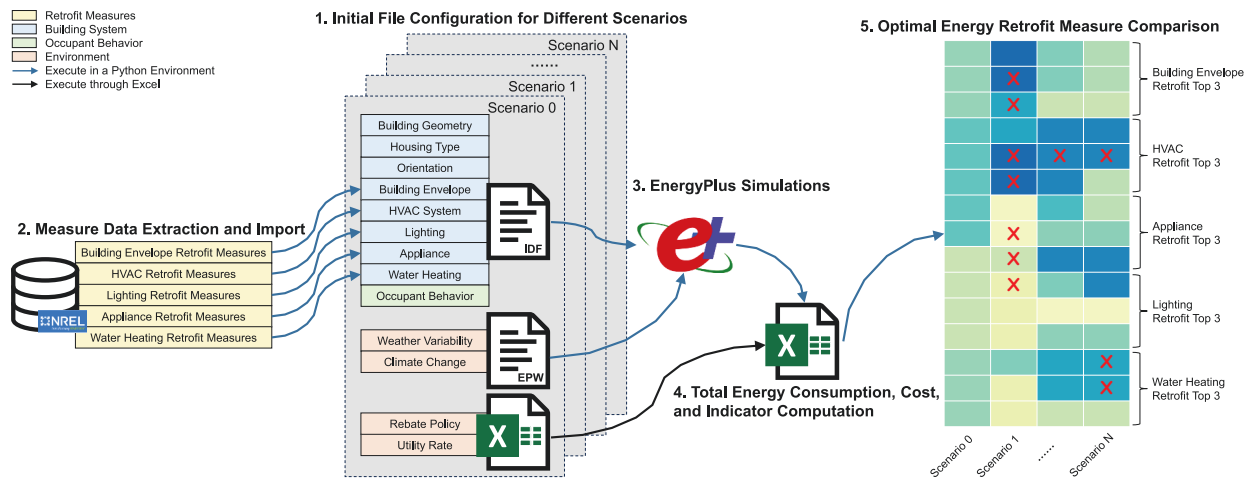 Retrofit Measures
Building System
Occupant Behavior
Environment
Execute in a Python Environment
Execute through Excel
1. Initial File Configuration for Different Scenarios
Scenario N
......
Scenario 1
Scenario 0
Building Geometry
Housing Type
Orientation
Building Envelope
HVAC System
Lighting
Appliance
Water Heating
Occupant Behavior
IDF
Weather Variability
Climate Change
EPW
Rebate Policy
Utility Rate
X
2. Measure Data Extraction and Import
Building Envelope Retrofit Measures
HVAC Retrofit Measures
Lighting Retrofit Measures
Appliance Retrofit Measures
Water Heating Retrofit Measures
NREL
3. EnergyPlus Simulations
e+
X
4. Total Energy Consumption, Cost,
and Indicator Computation
5. Optimal Energy Retrofit Measure Comparison
Building Envelope
Retrofit Top 3
HVAC
Retrofit Top 3
Appliance
Retrofit Top 3
Lighting
Retrofit Top 3
Water Heating
Retrofit Top 3
Scenario 0
Scenario 1
......
Scenario N